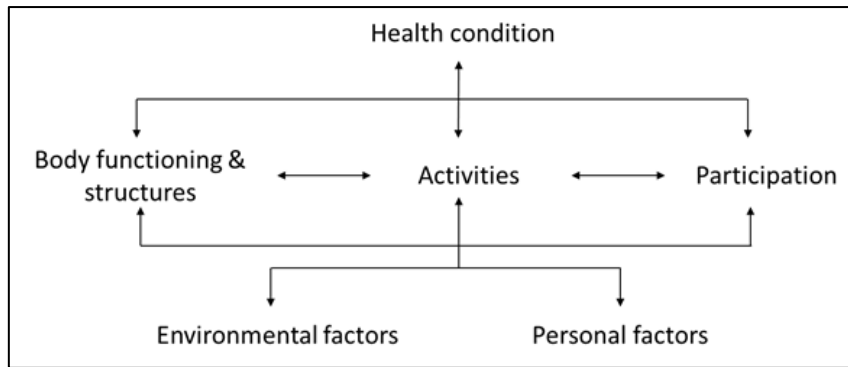 Health condition
Body functioning &
structures
Activities
Participation
Environmental factors
Personal factors